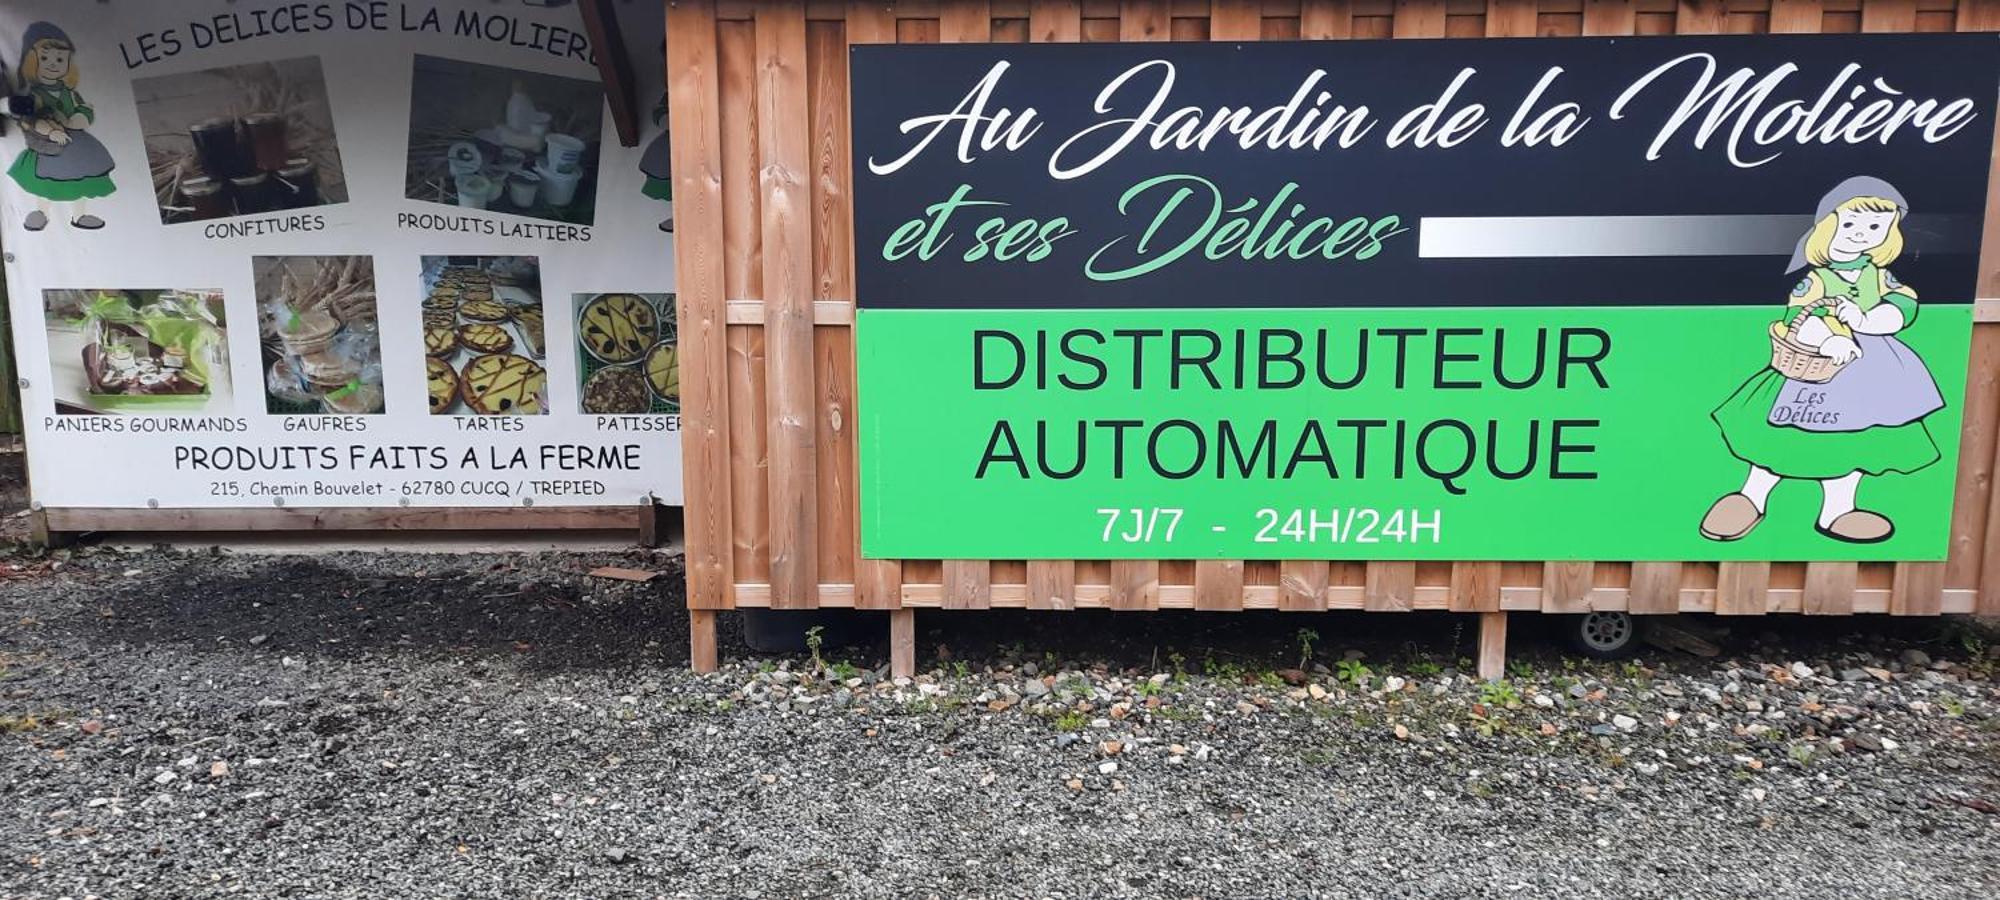 LES DELICES DE LA MOLIERE
CONFITURES
PRODUITS LAITIERS
PANIERS GOURMANDS
GAUFRES
TARTES
PATISSER
PRODUITS FAITS A LA FERME
215, Chemin Bouvelet - 62780 CUCQ / TREPIED
Au Jardin de la Molière
et ses Délices
DISTRIBUTEUR
AUTOMATIQUE
7J/7 - 24H/24H
Les
Délices